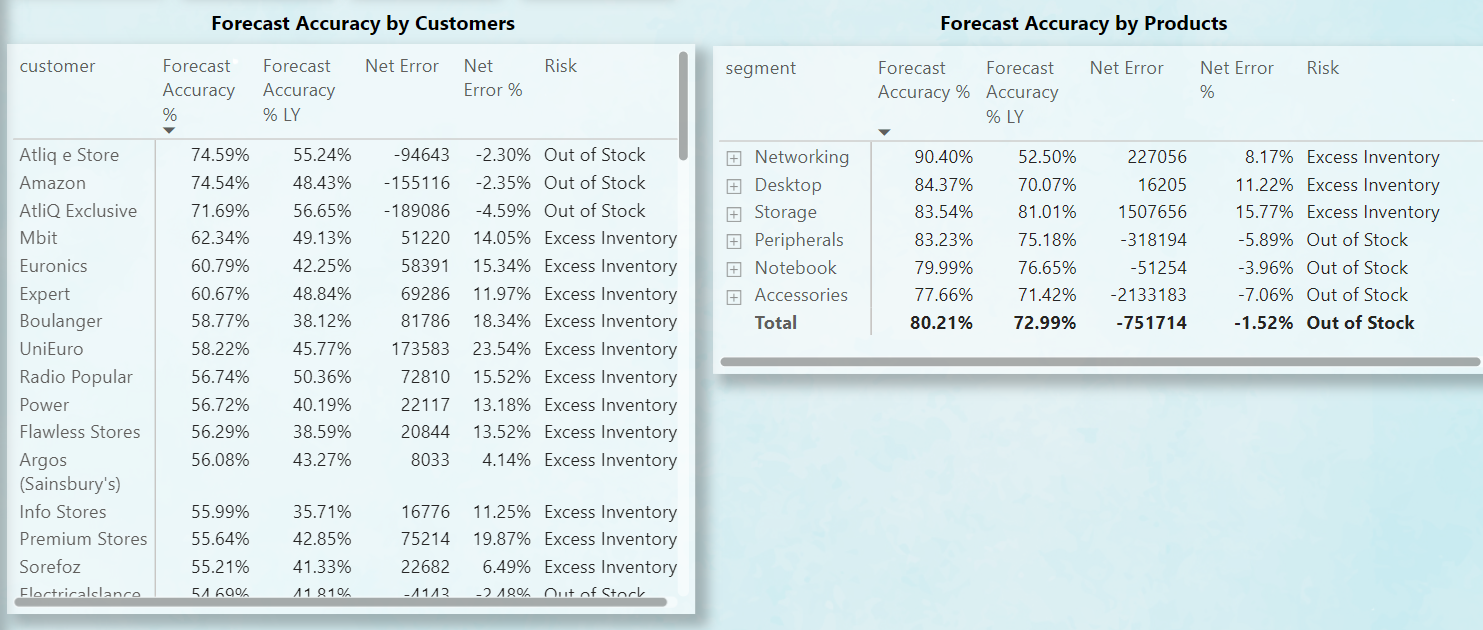 Forecast Accuracy by Customers
customer Forecast Accuracy % Forecast Accuracy % LY Net Error Net Error % Risk
Atliq e Store 74.59% 55.24% -94643 -2.30% Out of Stock
Amazon 74.54% 48.43% -155116 -2.35% Out of Stock
AtliQ Exclusive 71.69% 56.65% -189086 -4.59% Out of Stock
Mbit 62.34% 49.13% 51220 14.05% Excess Inventory
Euronics 60.79% 42.25% 58391 15.34% Excess Inventory
Expert 60.67% 48.84% 69286 11.97% Excess Inventory
Boulanger 58.77% 38.12% 81786 18.34% Excess Inventory
UniEuro 58.22% 45.77% 173583 23.54% Excess Inventory
Radio Popular 56.74% 50.36% 72810 15.52% Excess Inventory
Power 56.72% 40.19% 22117 13.18% Excess Inventory
Flawless Stores 56.29% 38.59% 20844 13.52% Excess Inventory
Argos (Sainsbury's) 56.08% 43.27% 8033 4.14% Excess Inventory
Info Stores 55.99% 35.71% 16776 11.25% Excess Inventory
Premium Stores 55.64% 42.85% 75214 19.87% Excess Inventory
Sorefoz 55.21% 41.33% 22682 6.49% Excess Inventory
Electricalslance 54.69% 41.81% -4143 -2.48% Out of Stock
Forecast Accuracy by Products
segment Forecast Accuracy % Forecast Accuracy % LY Net Error Net Error % Risk
Networking 90.40% 52.50% 227056 8.17% Excess Inventory
Desktop 84.37% 70.07% 16205 11.22% Excess Inventory
Storage 83.54% 81.01% 1507656 15.77% Excess Inventory
Peripherals 83.23% 75.18% -318194 -5.89% Out of Stock
Notebook 79.99% 76.65% -51254 -3.96% Out of Stock
Accessories 77.66% 71.42% -2133183 -7.06% Out of Stock
Total 80.21% 72.99% -751714 -1.52% Out of Stock